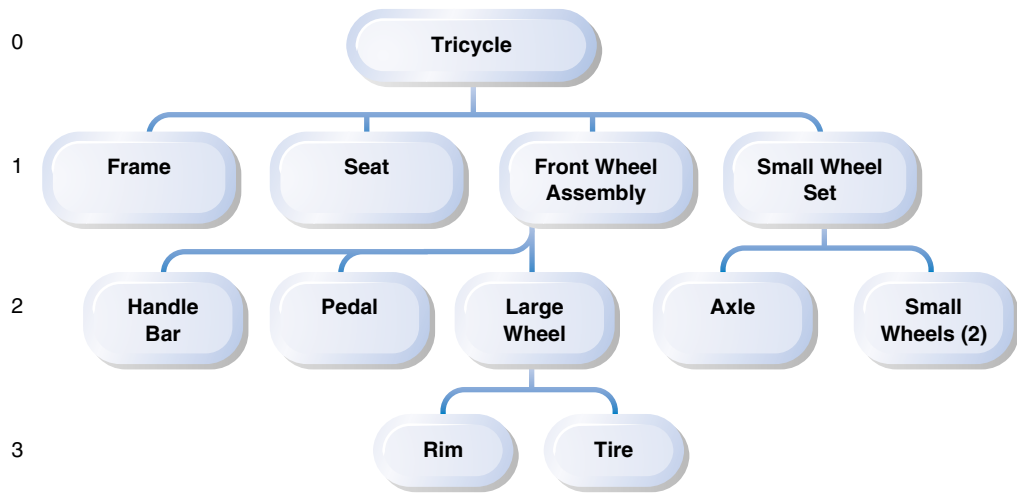 0
Tricycle
1
Frame
Seat
Front Wheel
Assembly
Small Wheel
Set
2
Handle
Bar
Pedal
Large
Wheel
Axle
Small
Wheels (2)
3
Rim
Tire